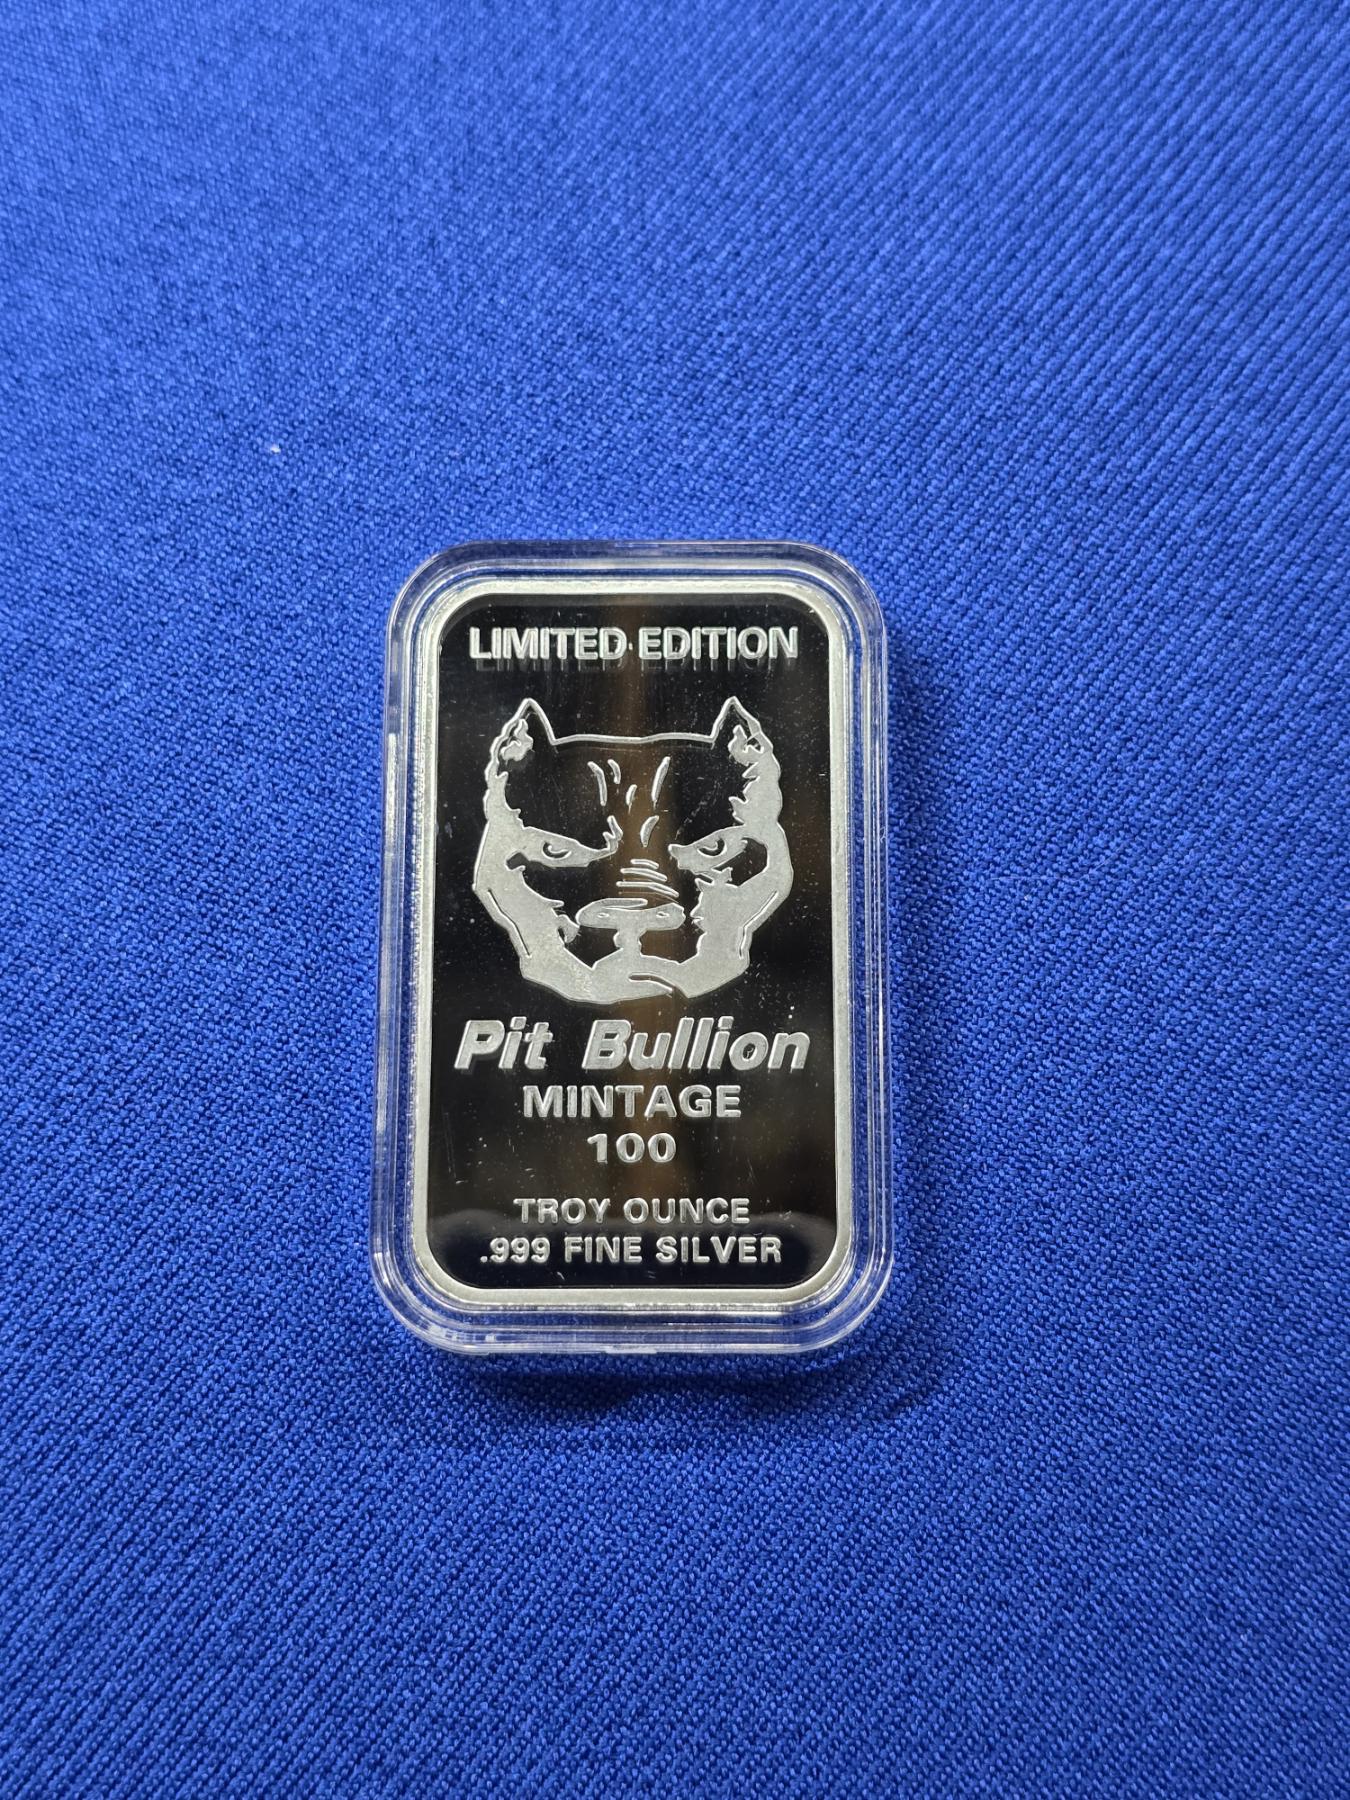 LIMITED EDITION
Pit Bullion
MINTAGE
100
TROY OUNCE
.999 FINE SILVER